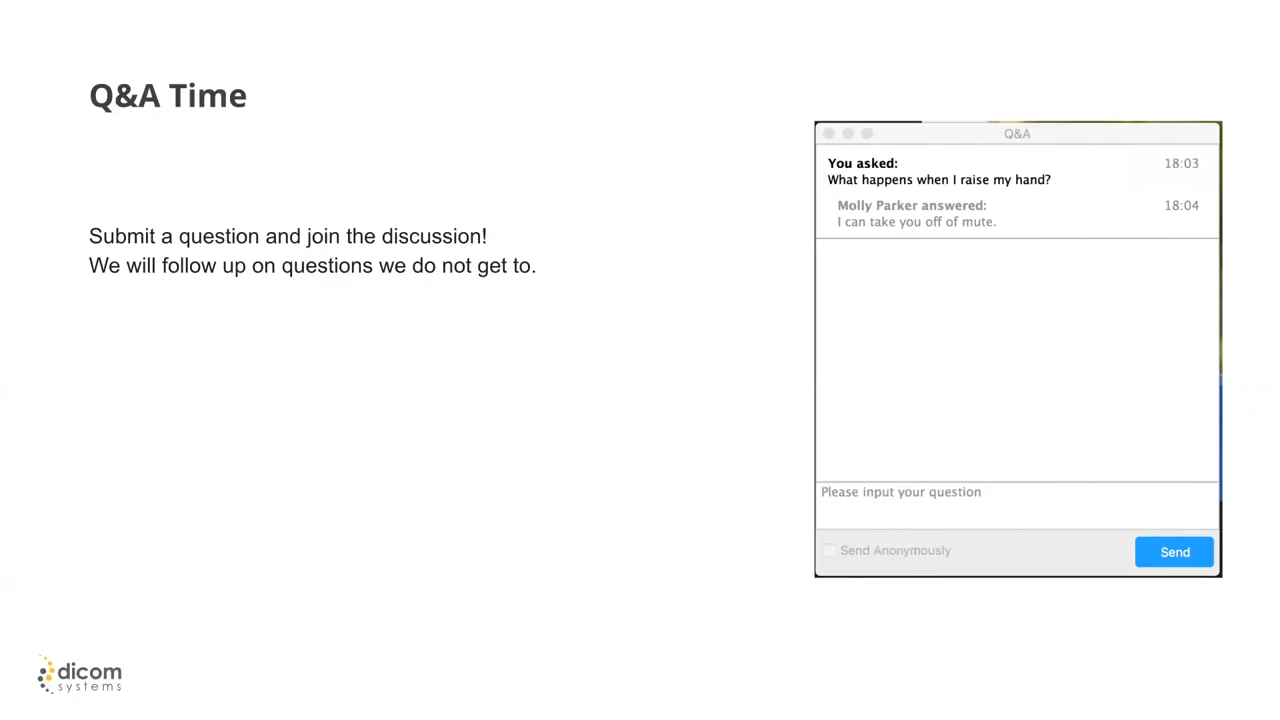 Q&A Time
Submit a question and join the discussion!
We will follow up on questions we do not get to.
Q&A
You asked: 18:03
What happens when I raise my hand?
Molly Parker answered: 18:04
I can take you off of mute.
Please input your question
Send Anonymously
Send
dicom
systems